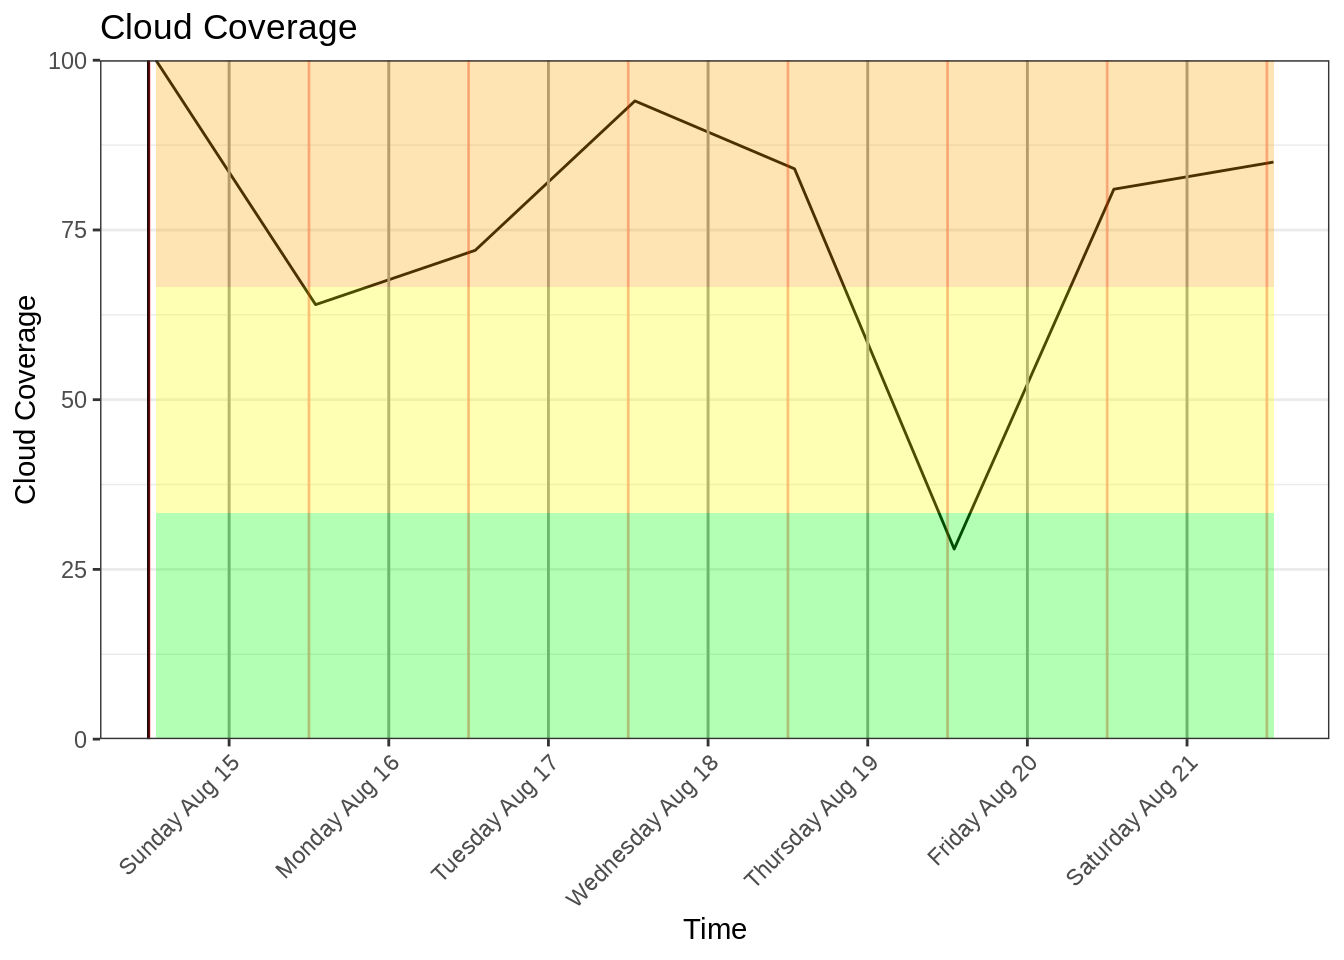 Cloud Coverage
100
75
50
25
0
Cloud Coverage
Sunday Aug 15
Monday Aug 16
Tuesday Aug 17
Wednesday Aug 18
Thursday Aug 19
Friday Aug 20
Saturday Aug 21
Time